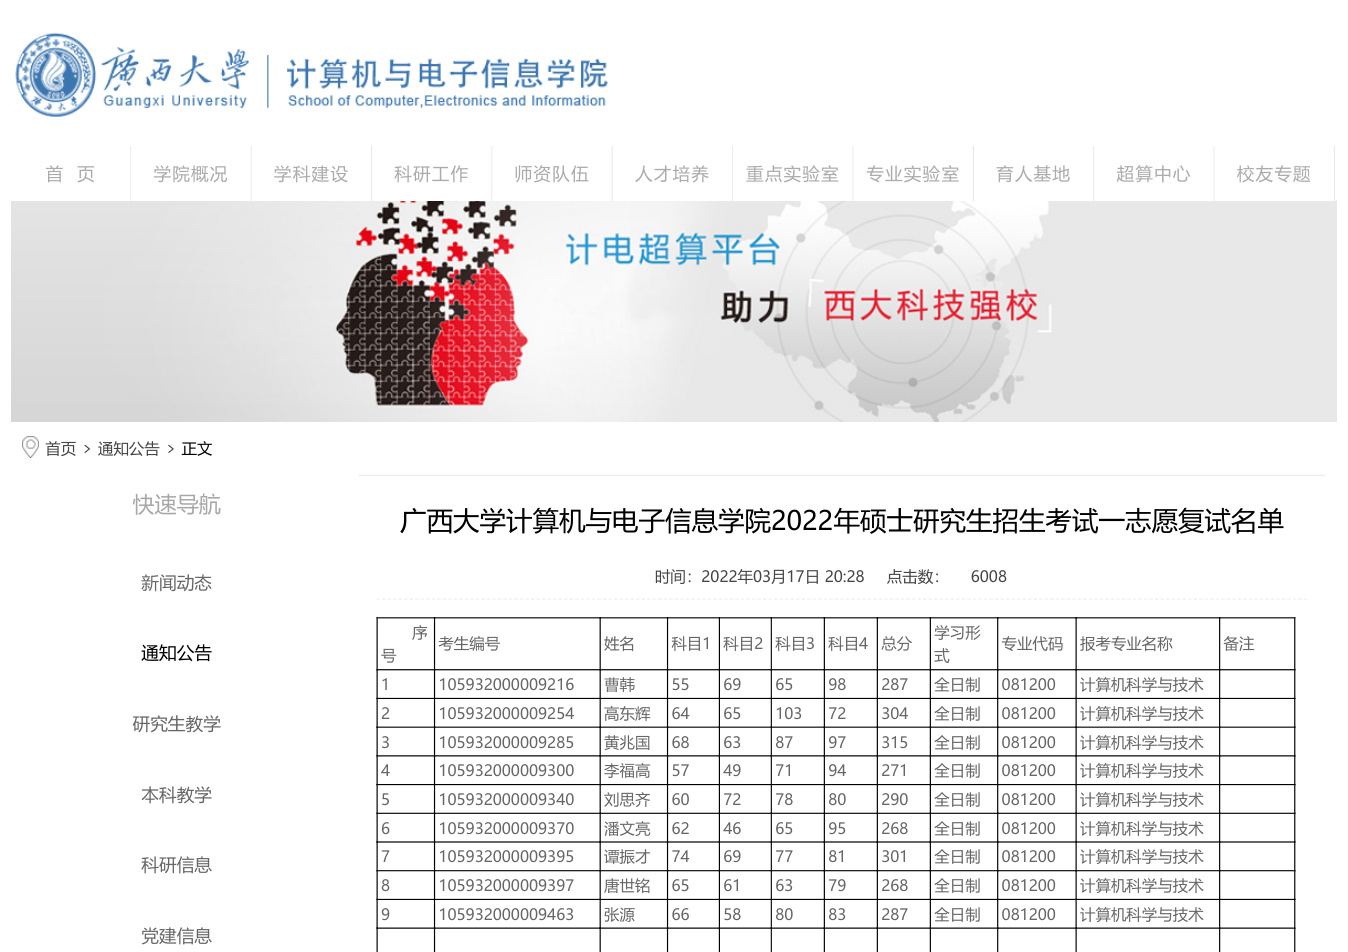 廣西大學
Guangxi University
计算机与电子信息学院
School of Computer,Electronics and Information
首 页 学院概况 学科建设 科研工作 师资队伍 人才培养 重点实验室 专业实验室 育人基地 超算中心 校友专题
计电超算平台
助力「西大科技强校」
首页 > 通知公告 > 正文
快速导航
新闻动态
通知公告
研究生教学
本科教学
科研信息
党建信息
广西大学计算机与电子信息学院2022年硕士研究生招生考试一志愿复试名单
时间：2022年03月17日 20:28 点击数： 6008
序号 考生编号 姓名 科目1 科目2 科目3 科目4 总分 学习形式 专业代码 报考专业名称 备注
1 105932000009216 曹韩 55 69 65 98 287 全日制 081200 计算机科学与技术
2 105932000009254 高东辉 64 65 103 72 304 全日制 081200 计算机科学与技术
3 105932000009285 黄兆国 68 63 87 97 315 全日制 081200 计算机科学与技术
4 105932000009300 李福高 57 49 71 94 271 全日制 081200 计算机科学与技术
5 105932000009340 刘思齐 60 72 78 80 290 全日制 081200 计算机科学与技术
6 105932000009370 潘文亮 62 46 65 95 268 全日制 081200 计算机科学与技术
7 105932000009395 谭振才 74 69 77 81 301 全日制 081200 计算机科学与技术
8 105932000009397 唐世铭 65 61 63 79 268 全日制 081200 计算机科学与技术
9 105932000009463 张源 66 58 80 83 287 全日制 081200 计算机科学与技术